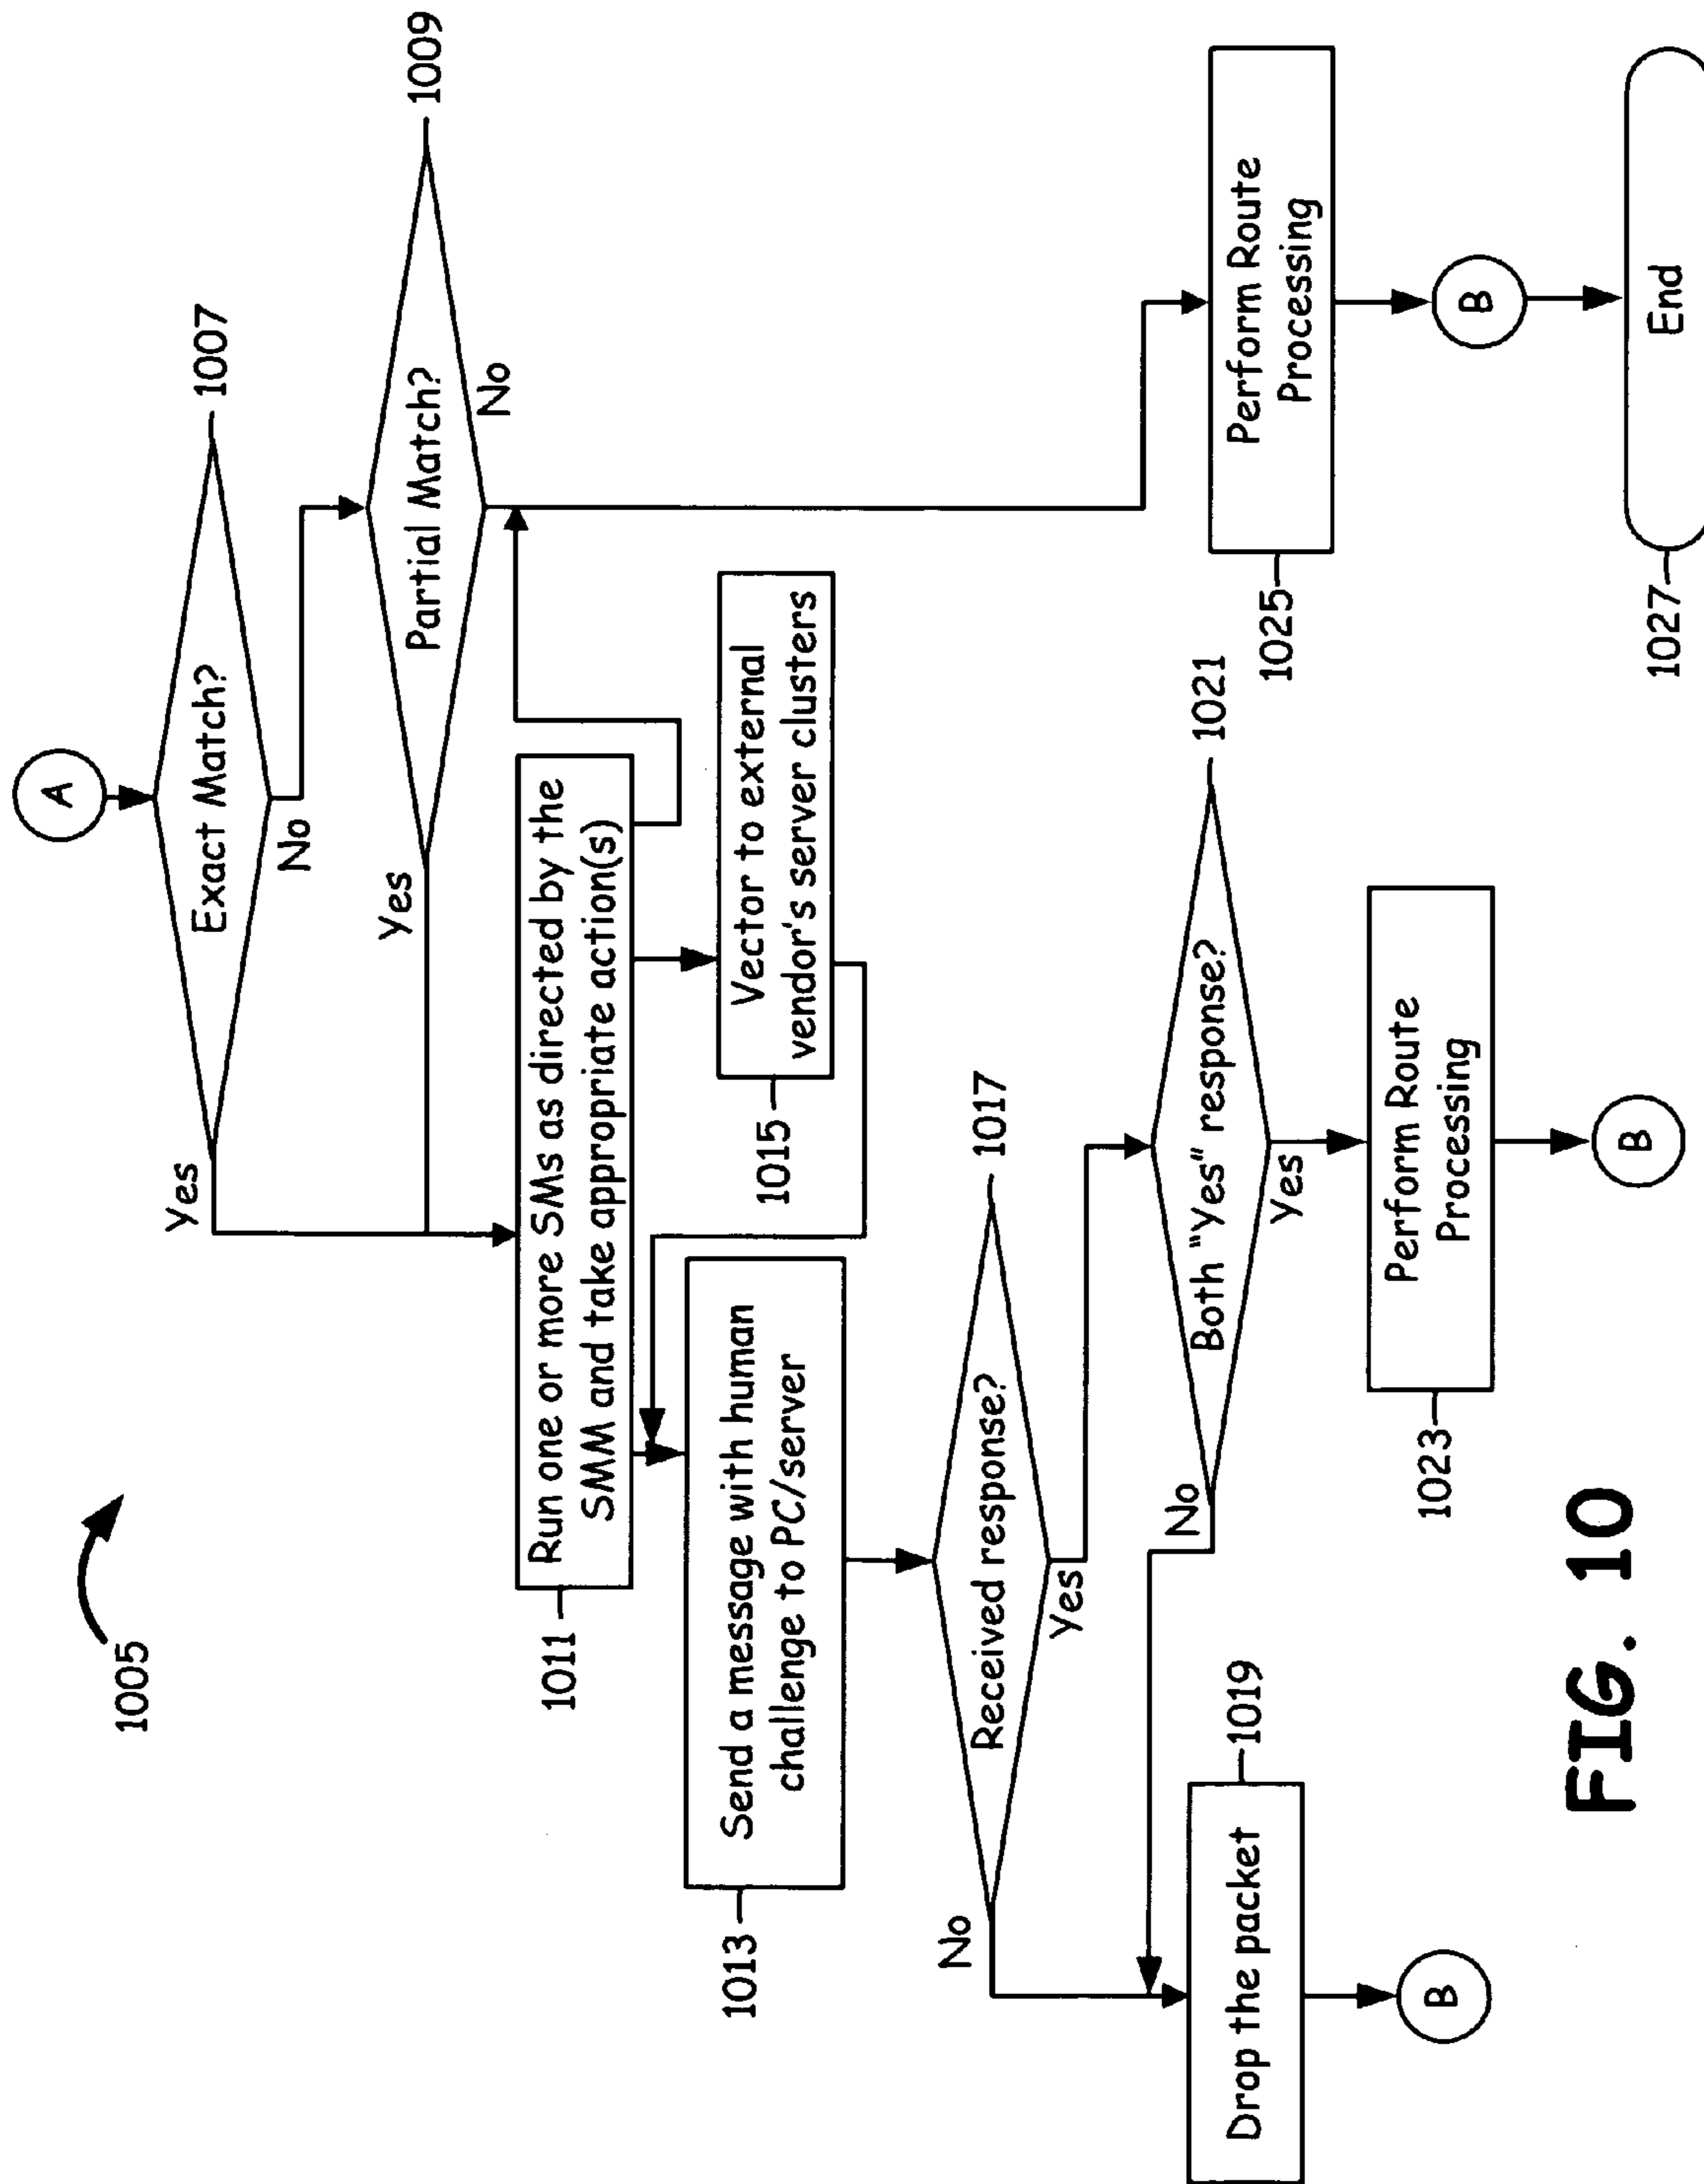 1005
A
Exact Match?
1007
Yes
No
Partial Match?
1009
Yes
No
Run one or more SMs as directed by the
SMM and take appropriate action(s)
1011
Vector to external
vendor's server clusters
1015
Send a message with human
challenge to PC/server
1013
Received response?
1017
No
Yes
Both "Yes" response?
1021
No
Yes
Drop the packet
1019
B
Perform Route
Processing
1023
B
Perform Route
Processing
1025
B
End
1027
FIG. 10